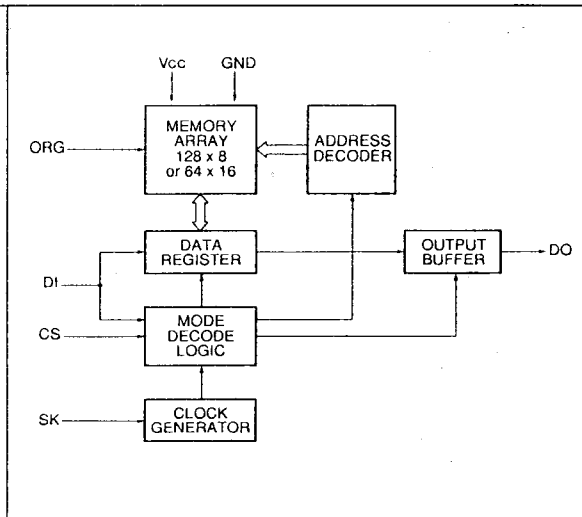 Vcc GND
MEMORY
ARRAY
128 x 8
or 64 x 16
ADDRESS
DECODER
ORG
DATA
REGISTER
OUTPUT
BUFFER
DO
DI
MODE
DECODE
LOGIC
CS
CLOCK
GENERATOR
SK